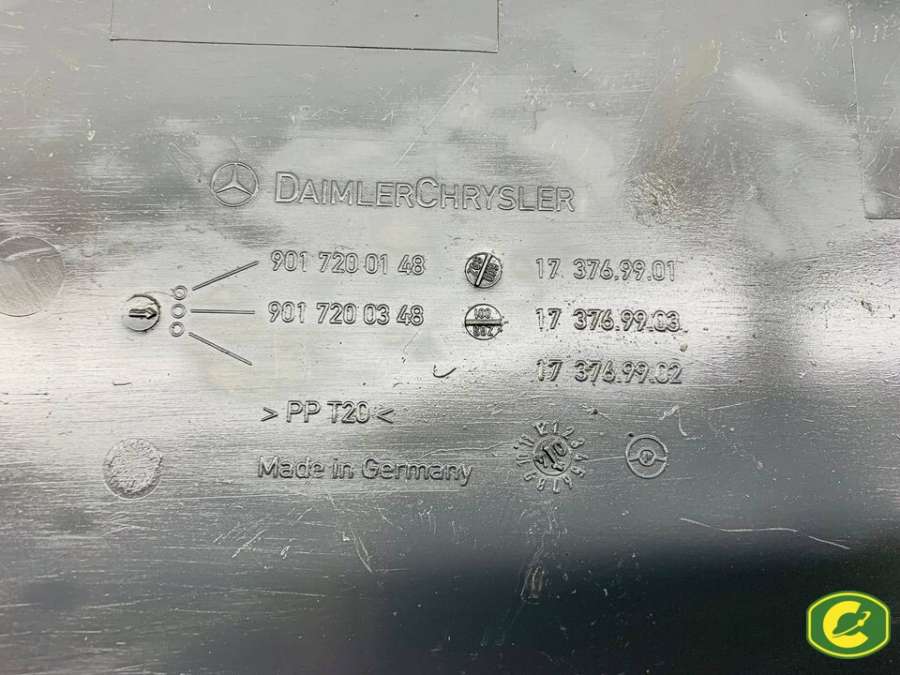 DAIMLERCHRYSLER
901 720 01 48 17 376.99.01
901 720 03 48 17 376.99.03
17 376.99.02
> PP T20 <
Made in Germany